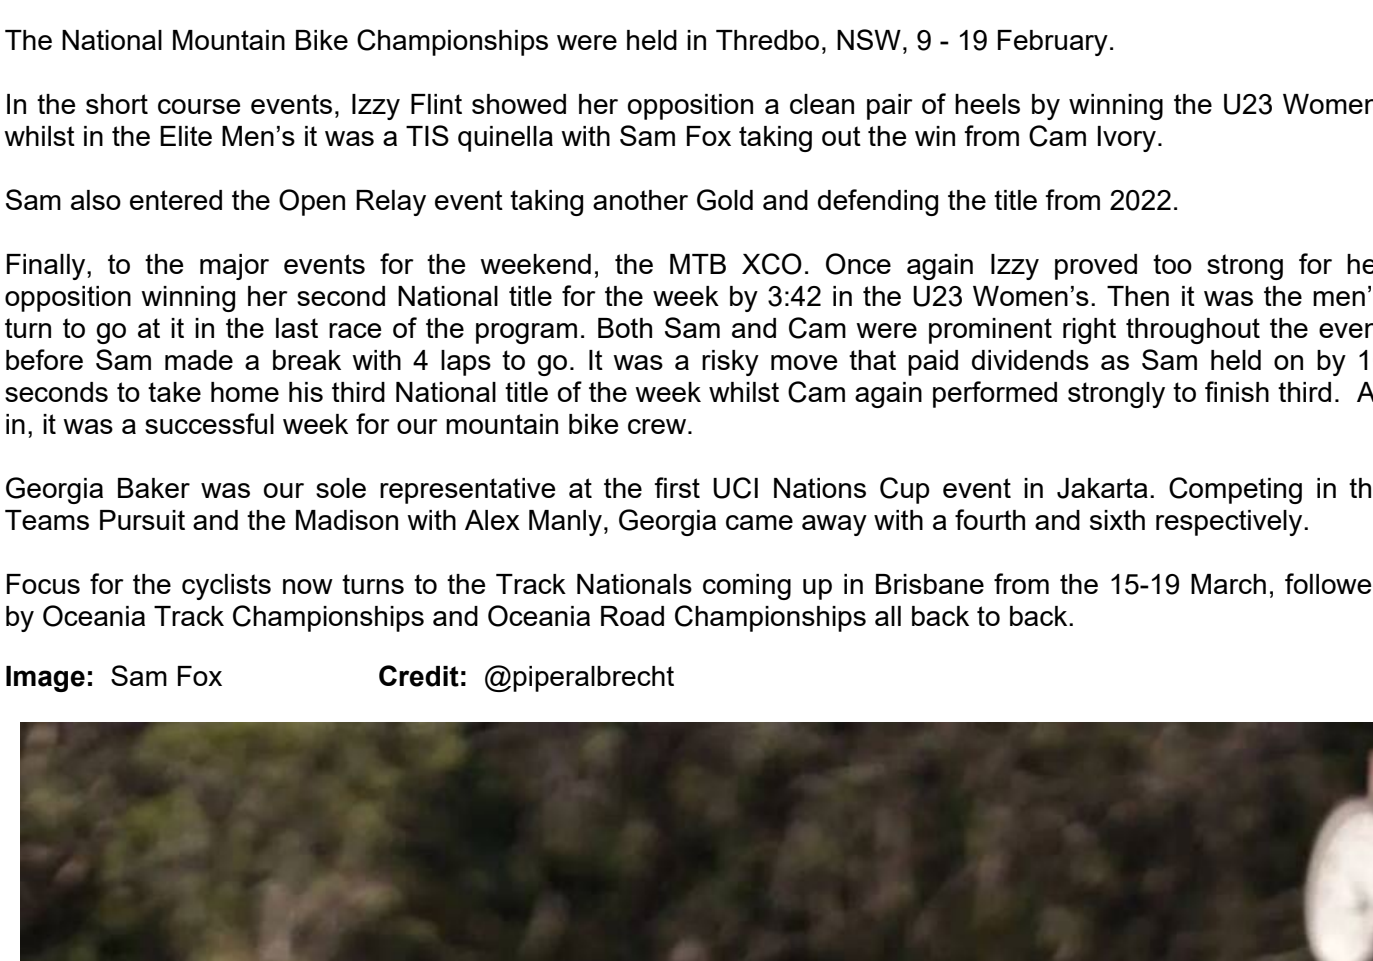 The National Mountain Bike Championships were held in Thredbo, NSW, 9 - 19 February.
In the short course events, Izzy Flint showed her opposition a clean pair of heels by winning the U23 Women
whilst in the Elite Men’s it was a TIS quinella with Sam Fox taking out the win from Cam Ivory.
Sam also entered the Open Relay event taking another Gold and defending the title from 2022.
Finally, to the major events for the weekend, the MTB XCO. Once again Izzy proved too strong for he
opposition winning her second National title for the week by 3:42 in the U23 Women’s. Then it was the men’
turn to go at it in the last race of the program. Both Sam and Cam were prominent right throughout the
before Sam made a break with 4 laps to go. It was a risky move that paid dividends as Sam held on by 1
seconds to take home his third National title of the week whilst Cam again performed strongly to finish third. A
in, it was a successful week for our mountain bike crew.
Georgia Baker was our sole representative at the first UCI Nations Cup event in Jakarta. Competing in th
Teams Pursuit and the Madison with Alex Manly, Georgia came away with a fourth and sixth respectively.
Focus for the cyclists now turns to the Track Nationals coming up in Brisbane from the 15-19 March, followe
by Oceania Track Championships and Oceania Road Championships all back to back.
Image: Sam Fox Credit: @piperalbrecht